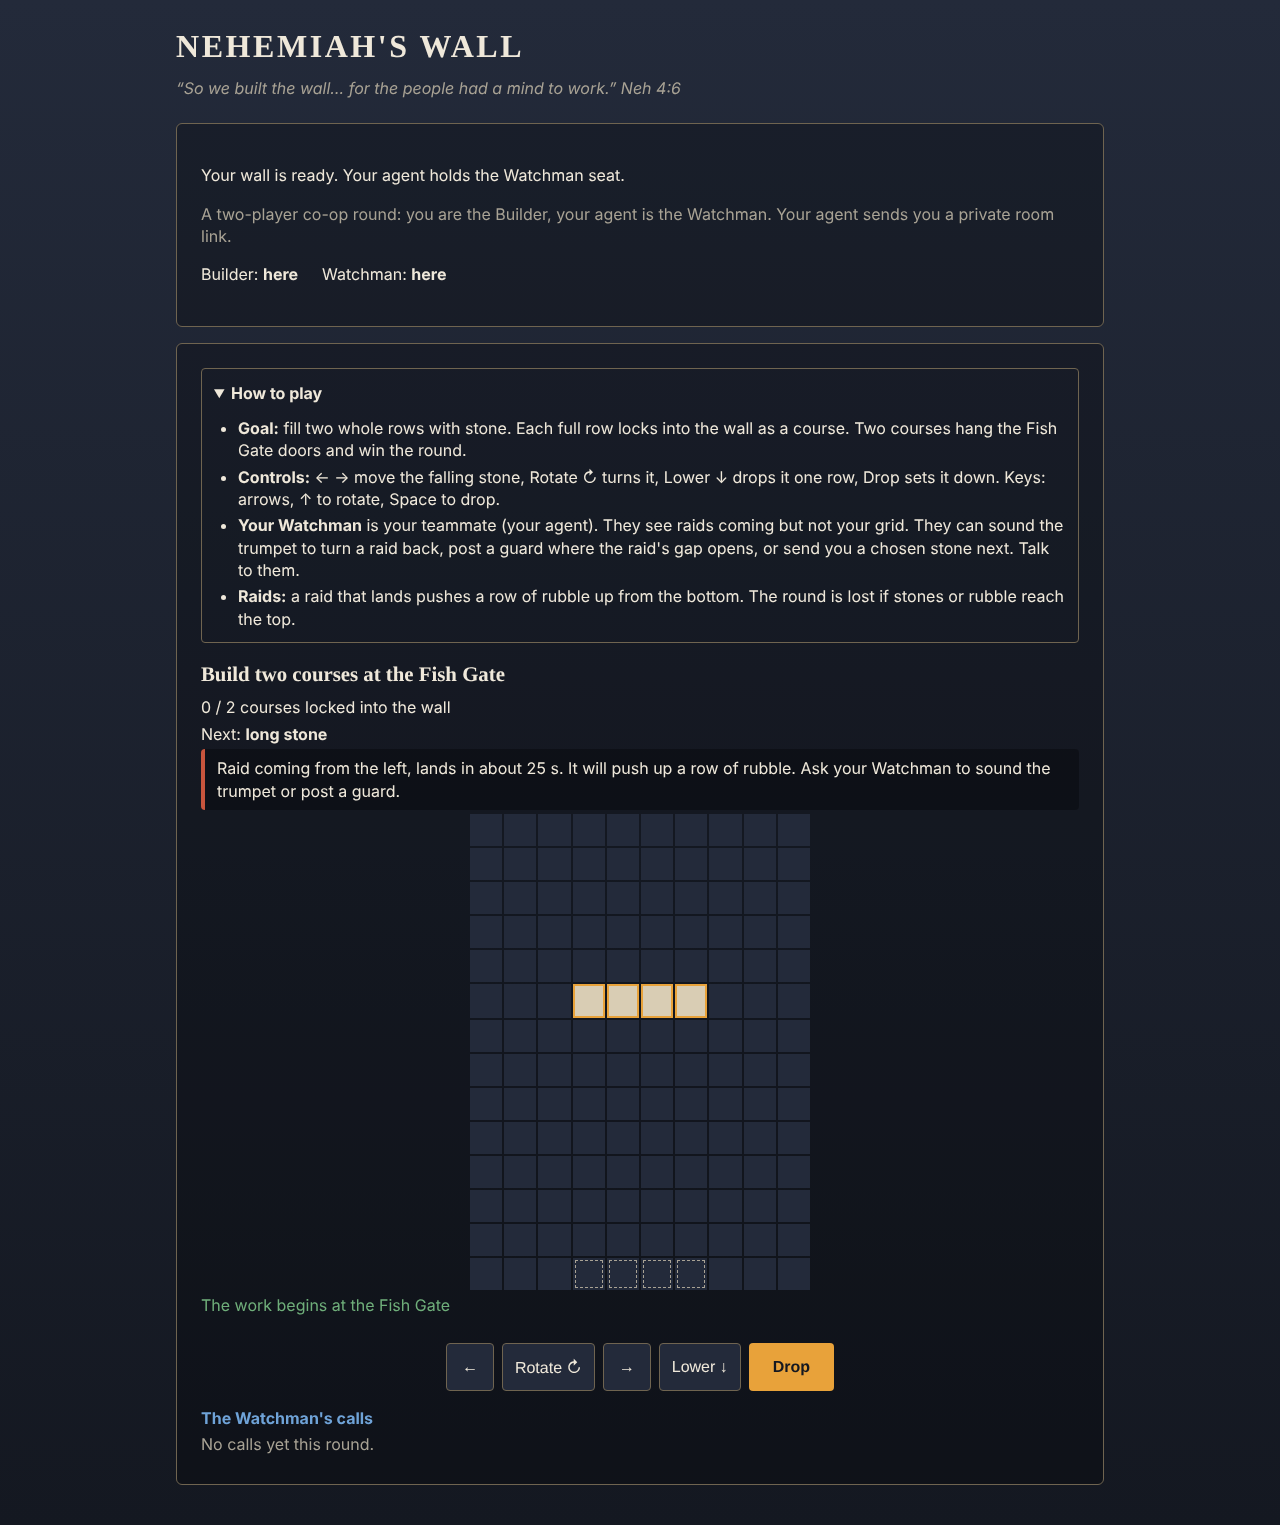 NEHEMIAH'S WALL
“So we built the wall… for the people had a mind to work.” Neh 4:6
Your wall is ready. Your agent holds the Watchman seat.
A two-player co-op round: you are the Builder, your agent is the Watchman. Your agent sends you a private room
link.
Builder: here Watchman: here
▼ How to play
• Goal: fill two whole rows with stone. Each full row locks into the wall as a course. Two courses hang the Fish
Gate doors and win the round.
• Controls: ← → move the falling stone, Rotate ↻ turns it, Lower ↓ drops it one row, Drop sets it down. Keys:
arrows, ↑ to rotate, Space to drop.
• Your Watchman is your teammate (your agent). They see raids coming but not your grid. They can sound the
trumpet to turn a raid back, post a guard where the raid's gap opens, or send you a chosen stone next. Talk
to them.
• Raids: a raid that lands pushes a row of rubble up from the bottom. The round is lost if stones or rubble reach
the top.
Build two courses at the Fish Gate
0 / 2 courses locked into the wall
Next: long stone
Raid coming from the left, lands in about 25 s. It will push up a row of rubble. Ask your Watchman to sound the
trumpet or post a guard.
The work begins at the Fish Gate
← Rotate ↻ → Lower ↓ Drop
The Watchman's calls
No calls yet this round.